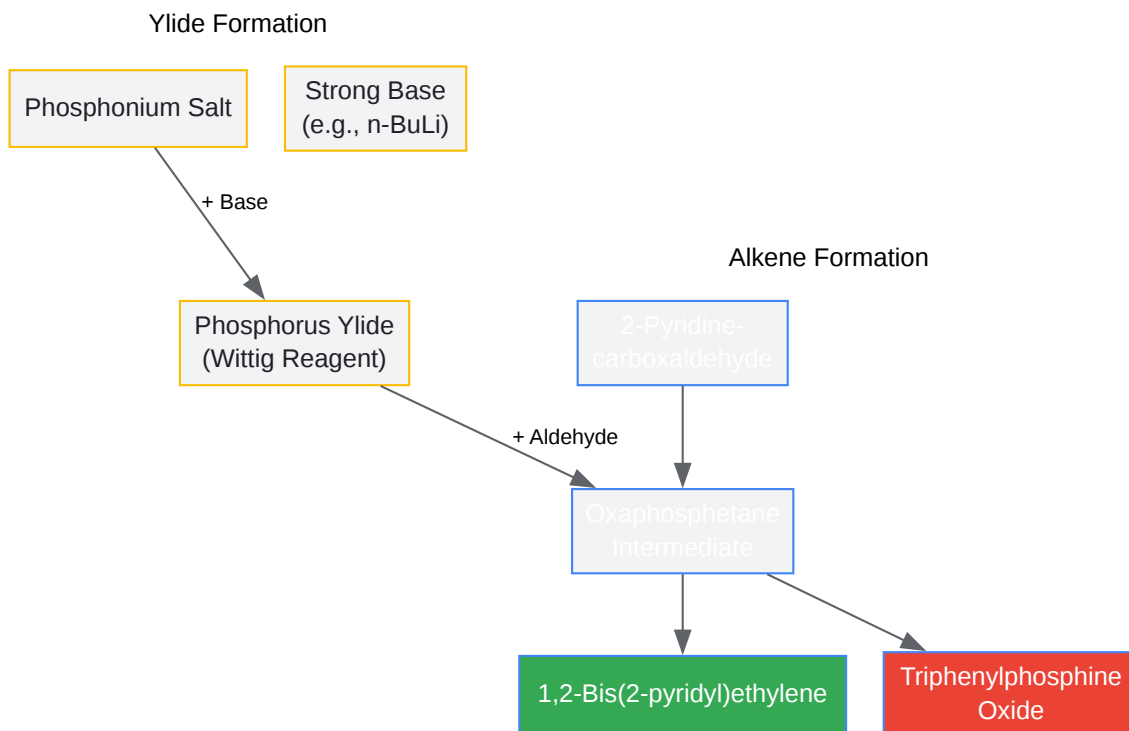 Ylide Formation
Phosphonium Salt
Strong Base
(e.g., n-BuLi)
+ Base
Alkene Formation
Phosphorus Ylide
(Wittig Reagent)
2-Pyridine-
carboxaldehyde
+ Aldehyde
Oxaphosphetane
Intermediate
1,2-Bis(2-pyridyl)ethylene
Triphenylphosphine
Oxide